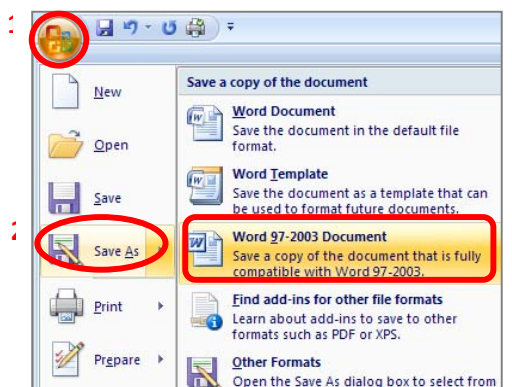 1
Save a copy of the document
New
Word Document
Save the document in the default file
format.
Open
Word Template
Save the document as a template that can
be used to format future documents.
Save
2
Save As
Word 97-2003 Document
Save a copy of the document that is fully
compatible with Word 97-2003.
Print
Find add-ins for other file formats
Learn about add-ins to save to other
formats such as PDF or XPS.
Prepare
Other Formats
Open the Save As dialog box to select from